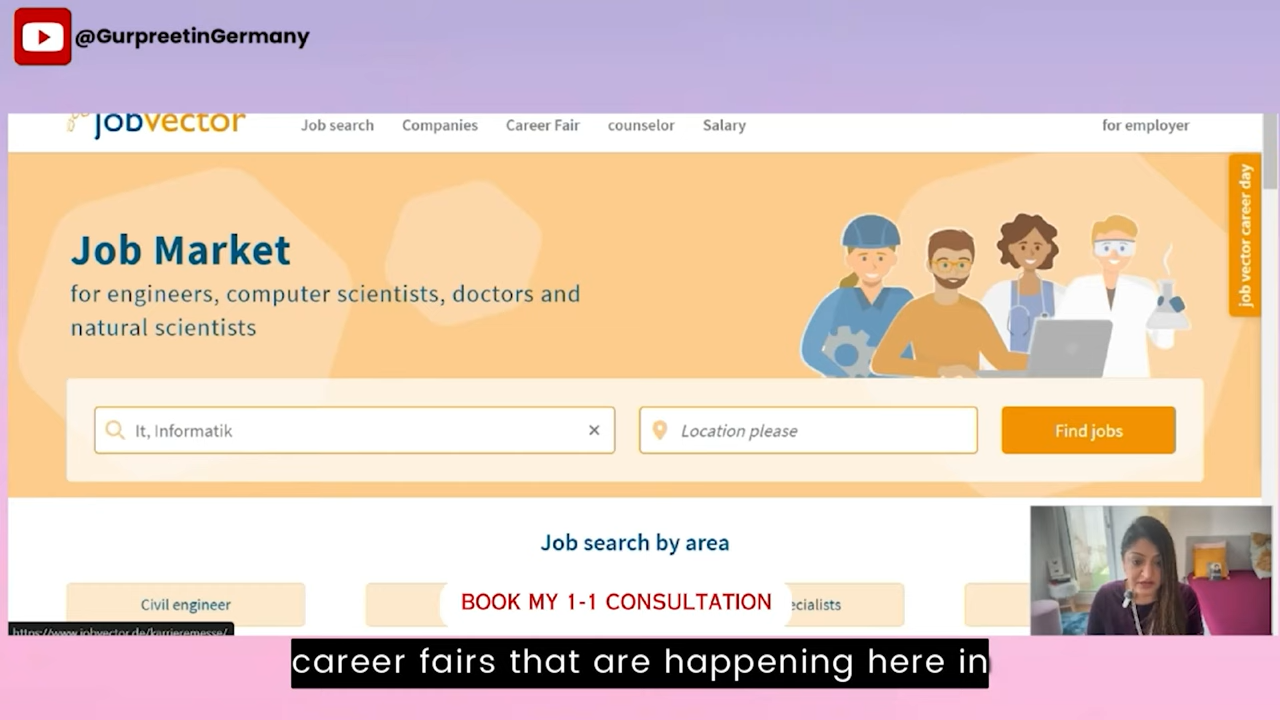 @GurpreetinGermany
jobvector
Job search Companies Career Fair counselor Salary for employer
job vector career day
Job Market
for engineers, computer scientists, doctors and
natural scientists
It, Informatik Location please Find jobs
Job search by area
Civil engineer
BOOK MY 1-1 CONSULTATION
https://www.jobvector.de/karrieremesse/
career fairs that are happening here in